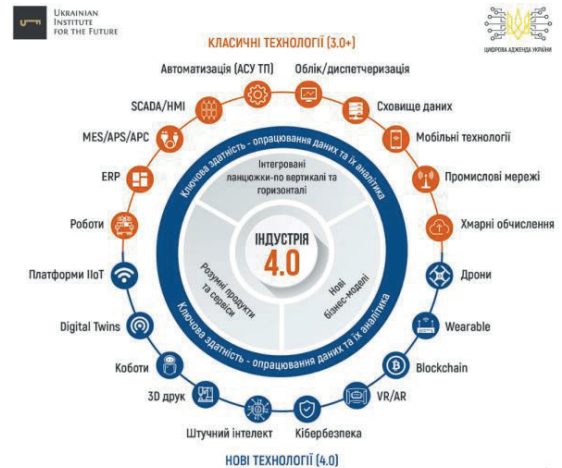 UKRAINIAN
INSTITUTE
FOR THE FUTURE
ЦИФРОВА АДЖЕНДА УКРАЇНИ
КЛАСИЧНІ ТЕХНОЛОГІЇ (3.0+)
Автоматизація (АСУ ТП)
Облік/диспетчеризація
SCADA/HMI
Сховище даних
MES/APS/APC
Мобільні технології
ERP
Промислові мережі
Роботи
Хмарні обчислення
Ключова здатність - опрацювання даних та їх аналітика
Інтегровані
ланцюжки-по вертикалі та
горизонталі
ІНДУСТРІЯ
4.0
Розумні продукти
та сервіси
Нові
бізнес-моделі
Ключова здатність - опрацювання даних та їх аналітика
Платформи IIoT
Дрони
Digital Twins
Wearable
Коботи
Blockchain
3D друк
VR/AR
Штучний інтелект
Кібербезпека
НОВІ ТЕХНОЛОГІЇ (4.0)